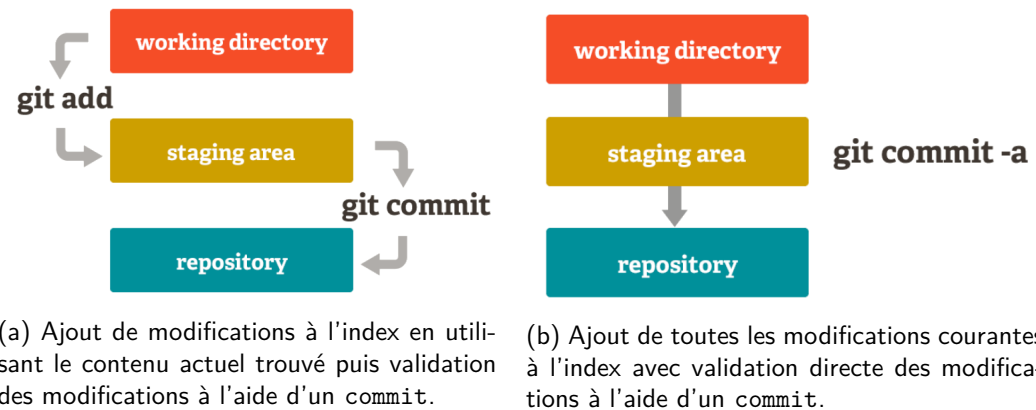 working directory
git add
staging area
git commit
repository
(a) Ajout de modifications à l'index en utili-
sant le contenu actuel trouvé puis validation
des modifications à l'aide d'un commit.
working directory
staging area
git commit -a
repository
(b) Ajout de toutes les modifications courantes
à l'index avec validation directe des modifica-
tions à l'aide d'un commit.